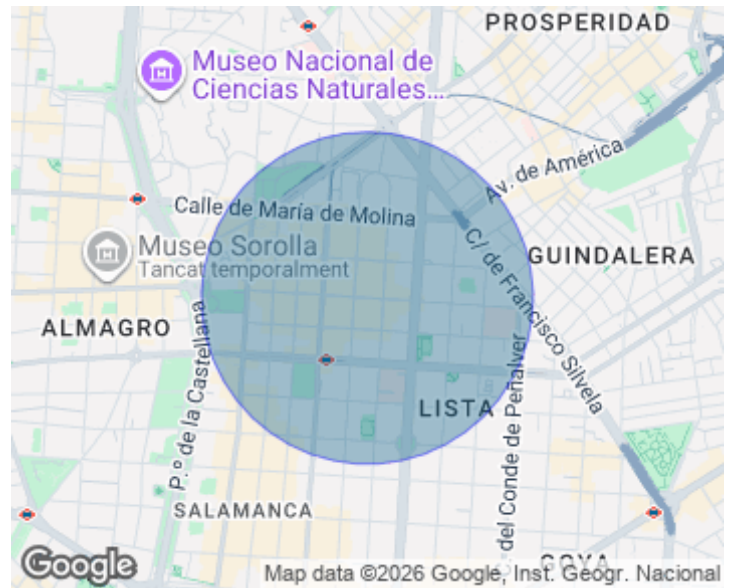 PROSPERIDAD
Museo Nacional de
Ciencias Naturales...
Av. de América
Calle de María de Molina
Museo Sorolla
Tancat temporalment
C/ de Francisco Silvela
GUINDALERA
ALMAGRO
P.º de la Castellana
LISTA
del Conde de Peñalver
SALAMANCA
GOYA
Google
Map data ©2026 Google, Inst. Geogr. Nacional